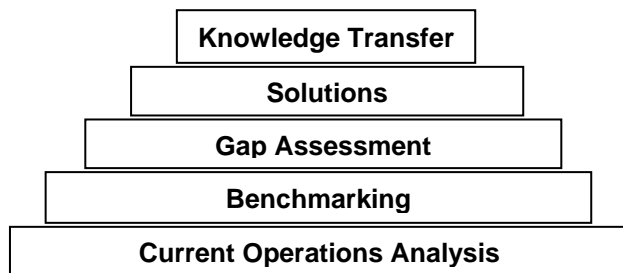 Knowledge Transfer
Solutions
Gap Assessment
Benchmarking
Current Operations Analysis